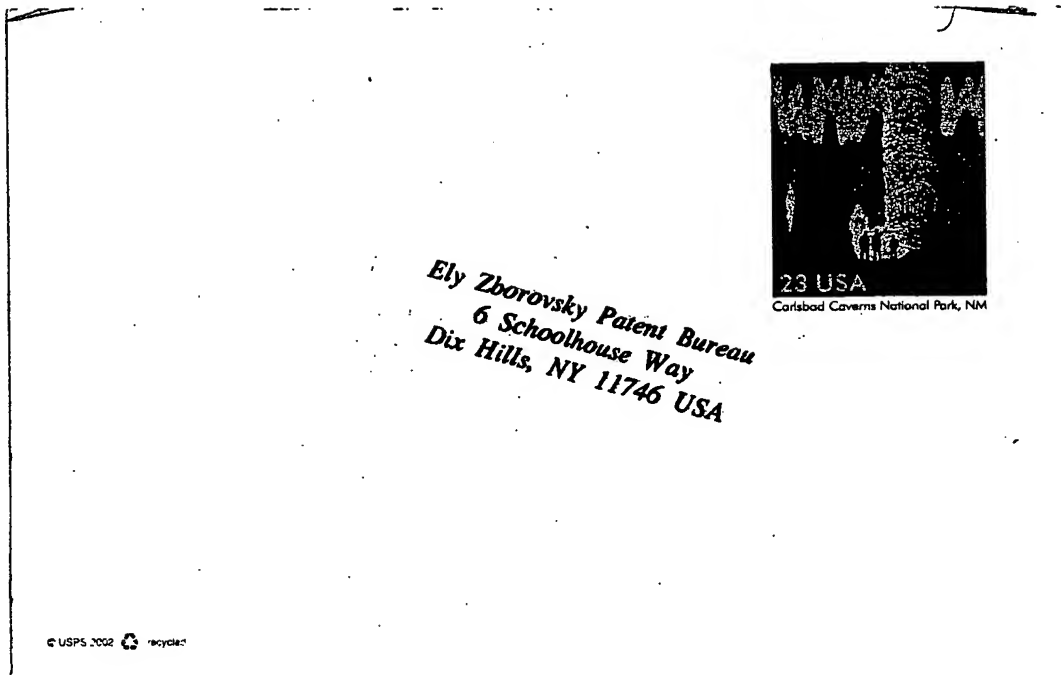 23 USA
Carlsbad Caverns National Park, NM
Ely Zborovsky Patent Bureau
6 Schoolhouse Way
Dix Hills, NY 11746 USA
© USPS 2002 recycled